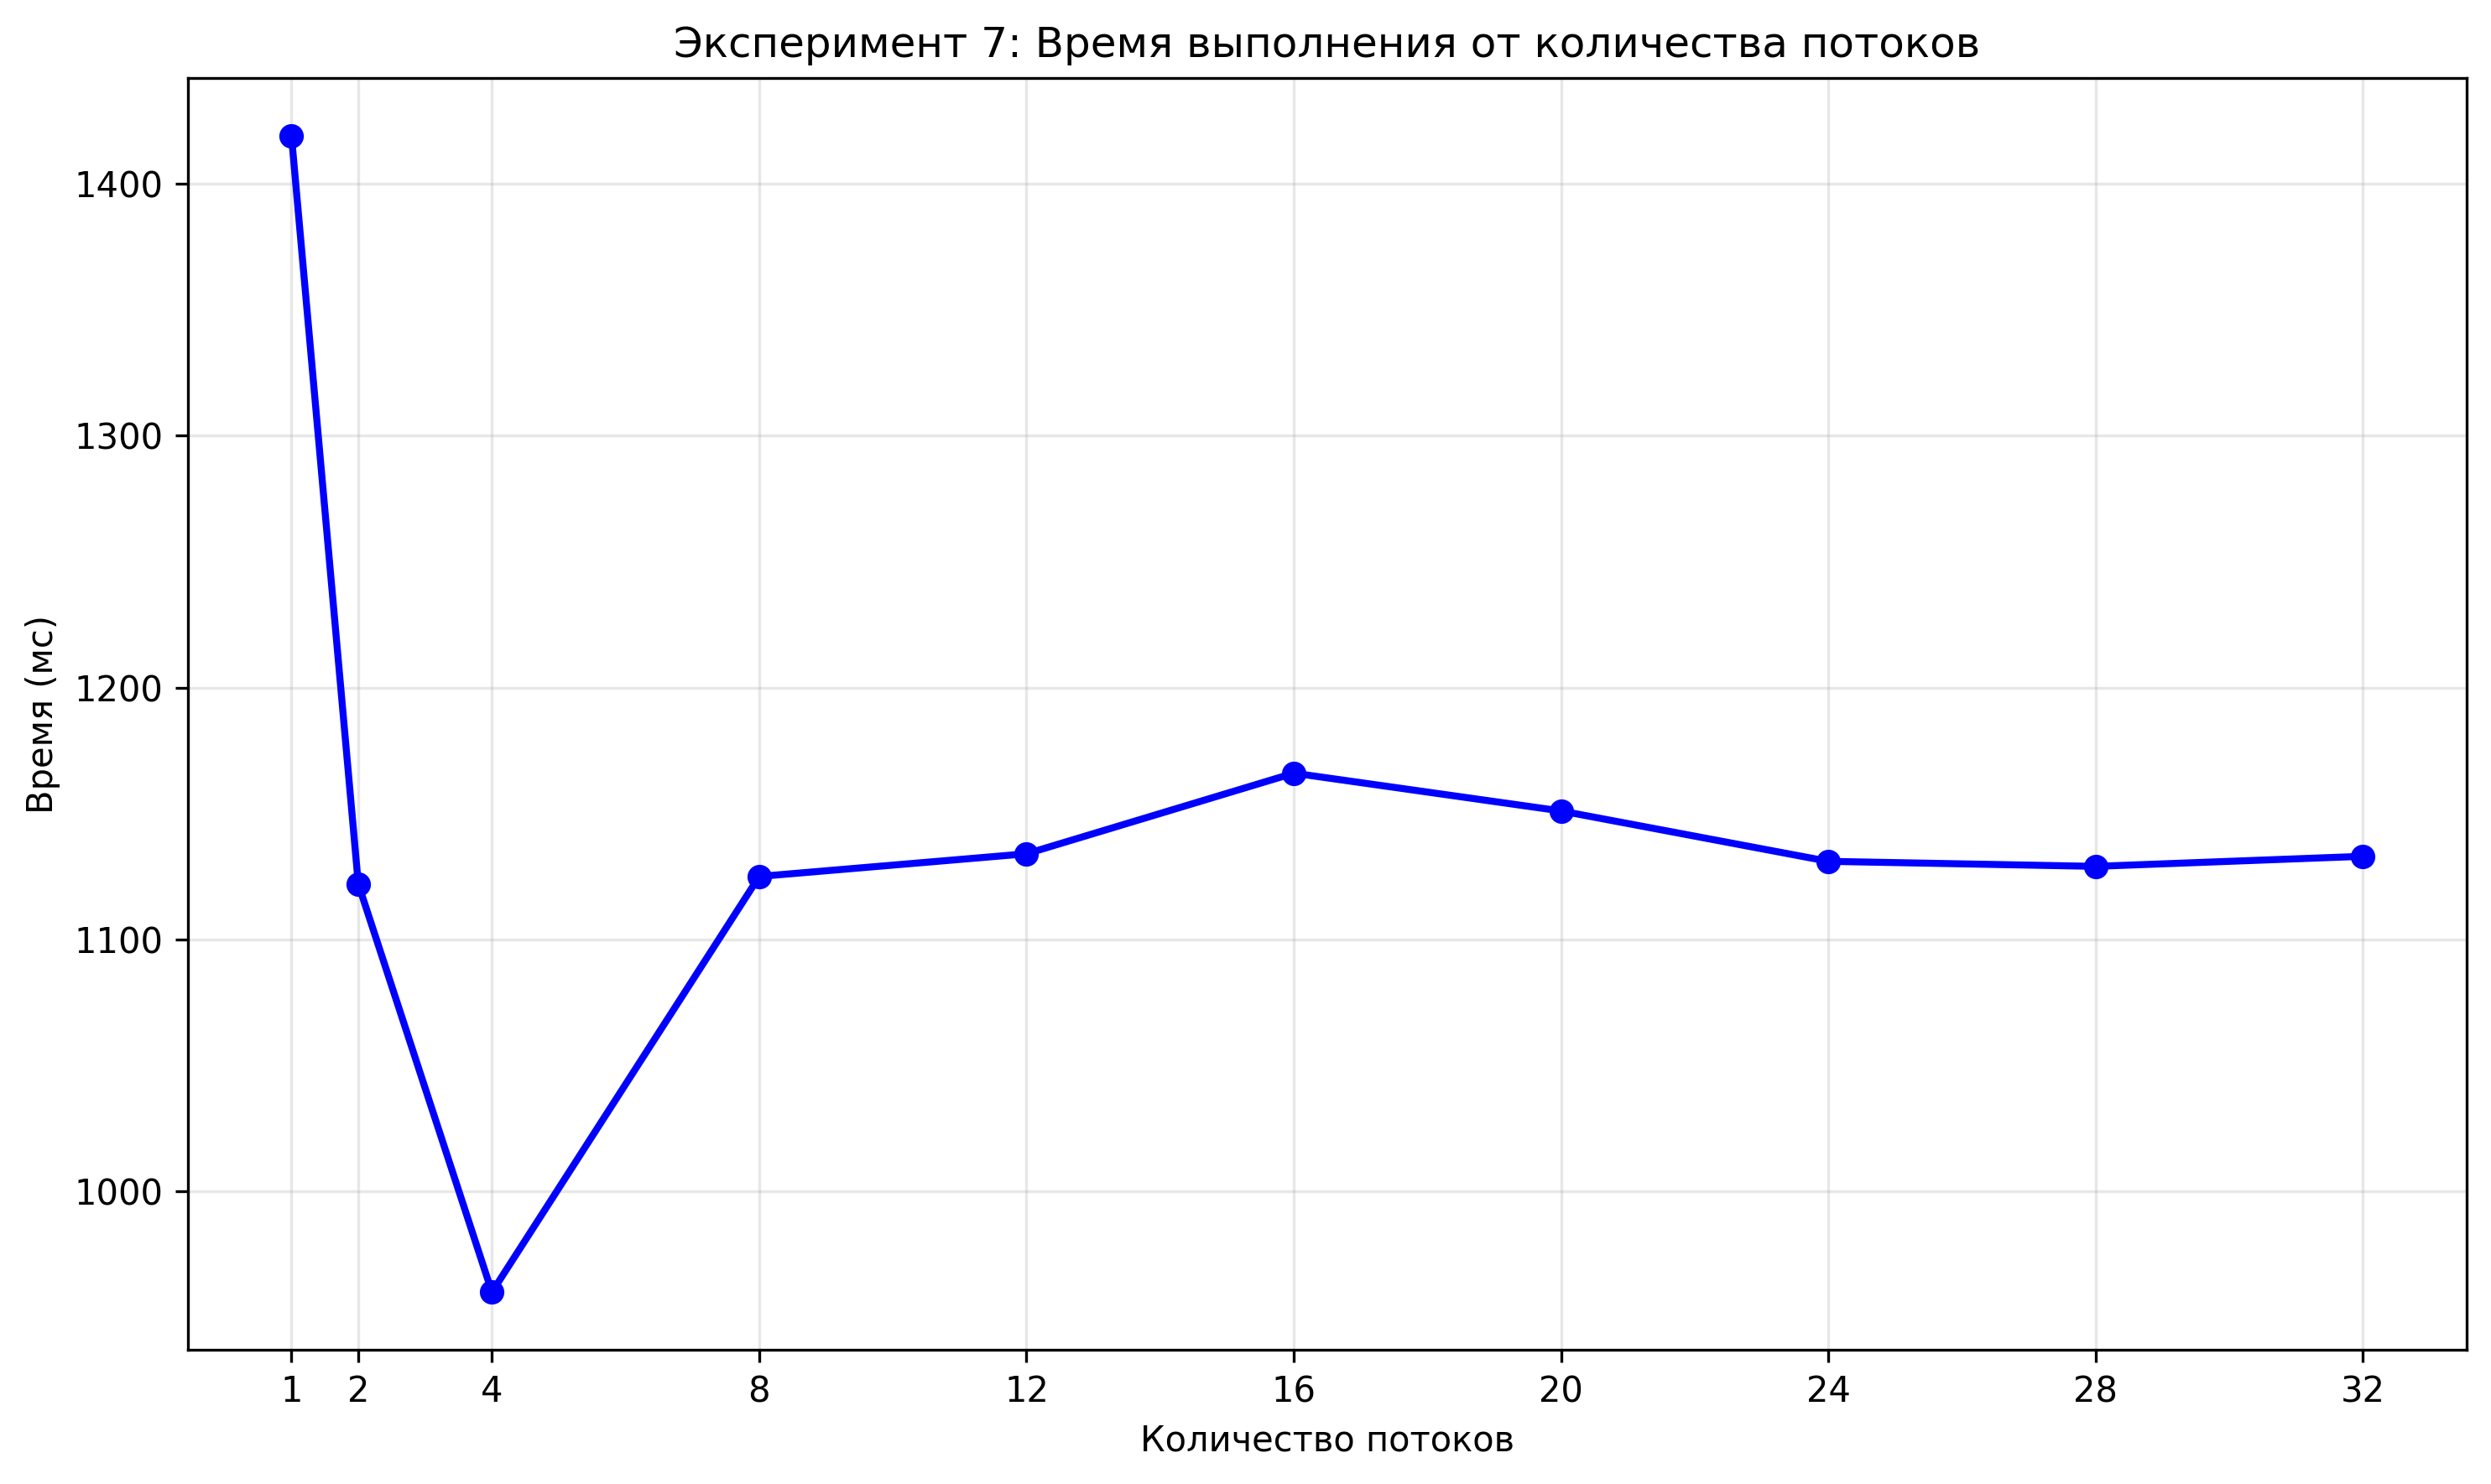 Эксперимент 7: Время выполнения от количества потоков
Время (мс)
1400
1300
1200
1100
1000
1 2 4 8 12 16 20 24 28 32
Количество потоков